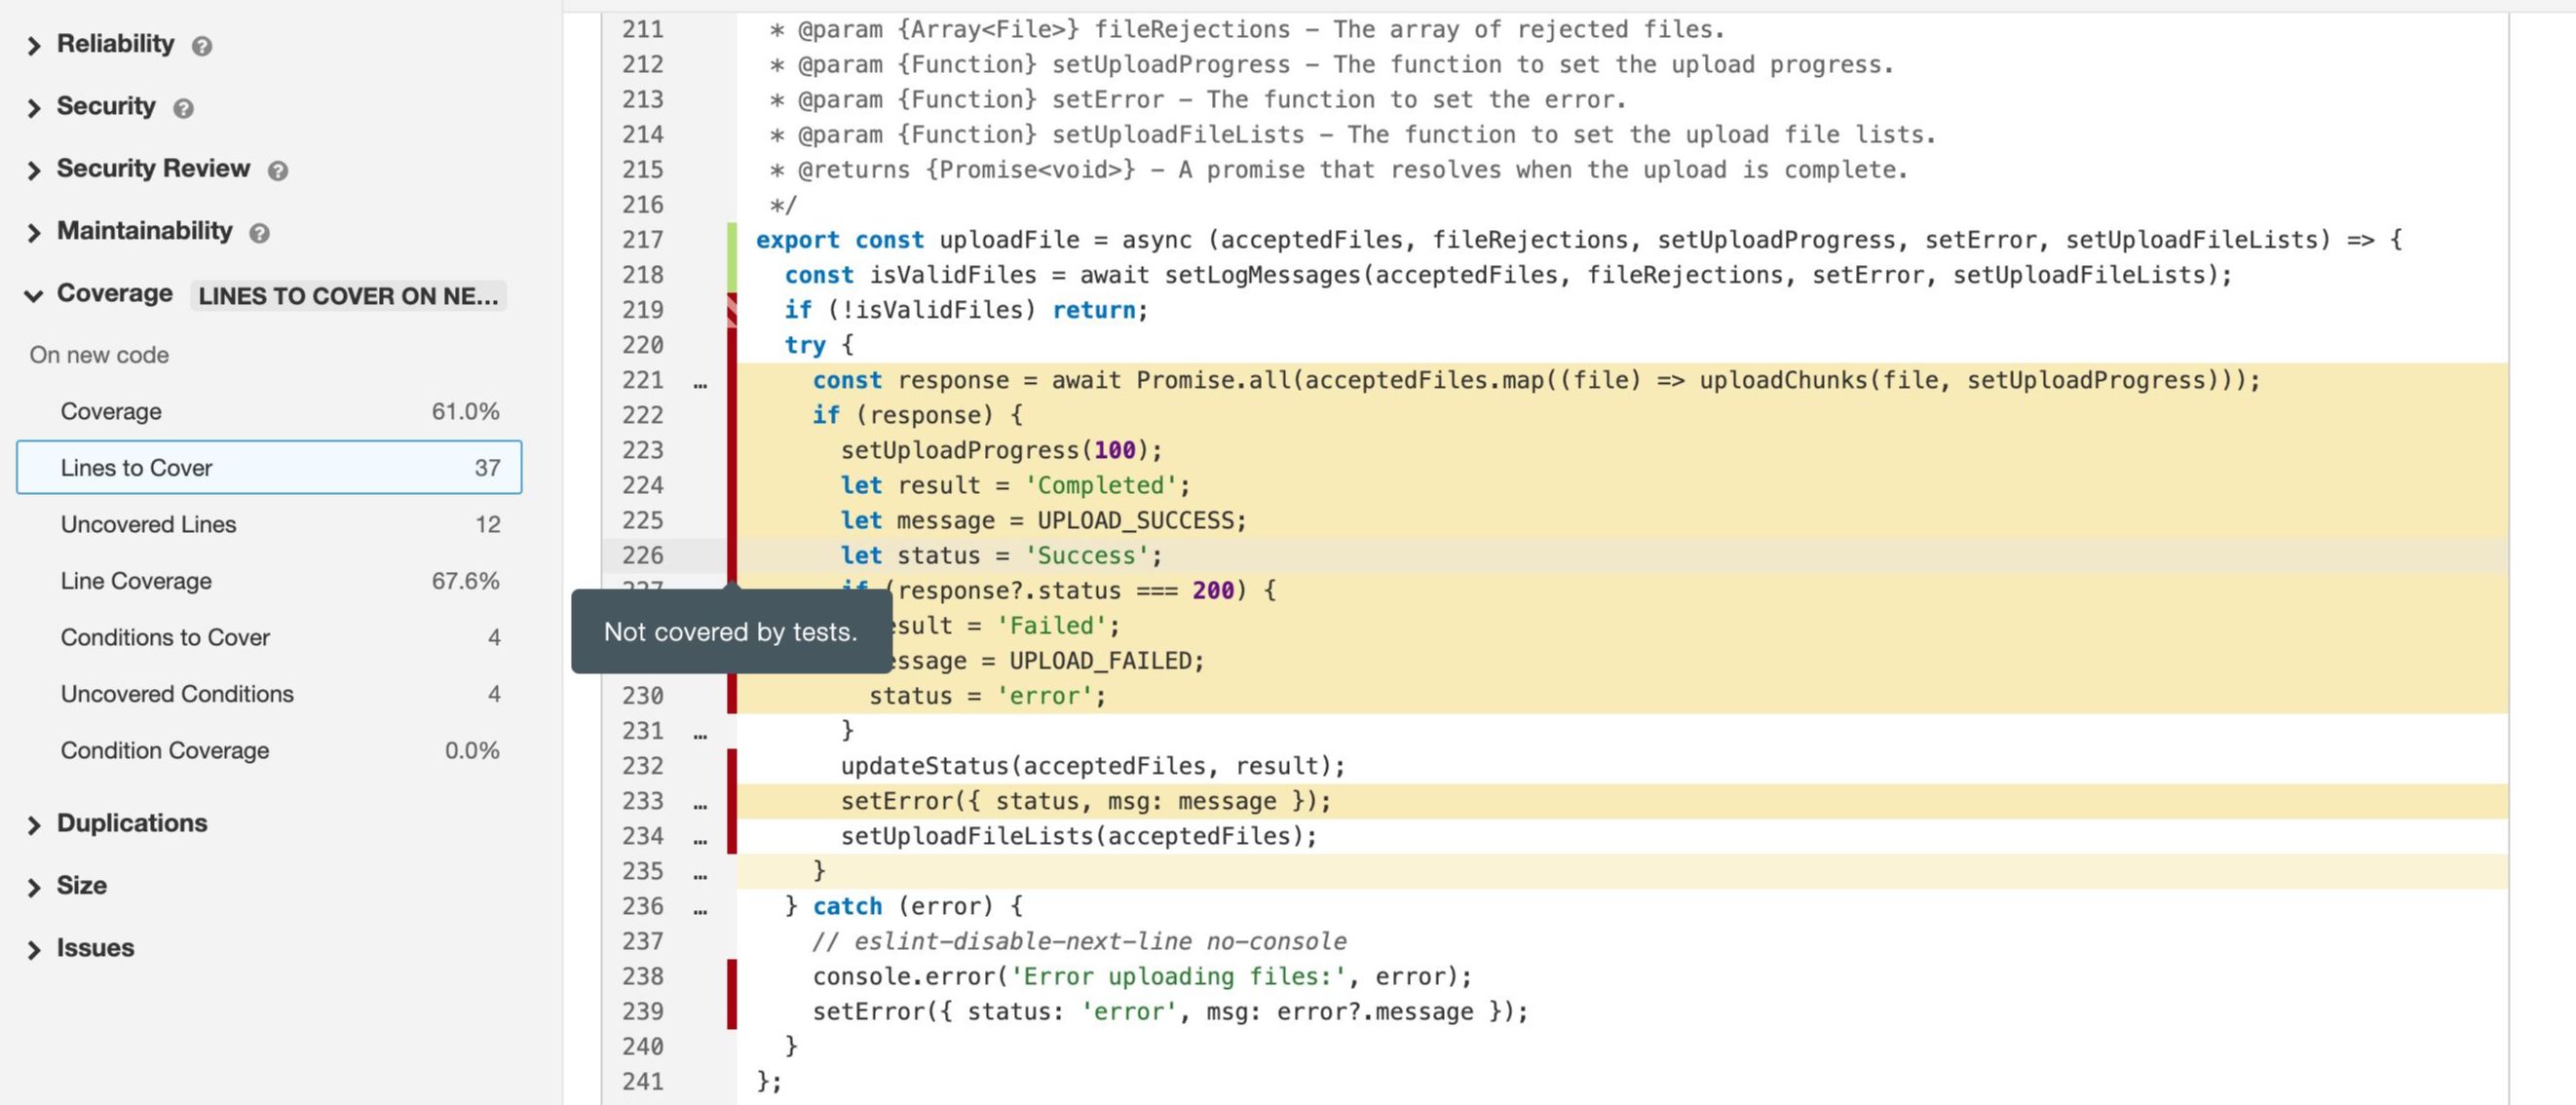 Reliability ?
Security ?
Security Review ?
Maintainability ?
Coverage LINES TO COVER ON NE...
On new code
Coverage 61.0%
Lines to Cover 37
Uncovered Lines 12
Line Coverage 67.6%
Conditions to Cover 4
Uncovered Conditions 4
Condition Coverage 0.0%
Duplications
Size
Issues
211 * @param {Array<File>} fileRejections – The array of rejected files.
212 * @param {Function} setUploadProgress – The function to set the upload progress.
213 * @param {Function} setError – The function to set the error.
214 * @param {Function} setUploadFileLists – The function to set the upload file lists.
215 * @returns {Promise<void>} – A promise that resolves when the upload is complete.
216 */
217 export const uploadFile = async (acceptedFiles, fileRejections, setUploadProgress, setError, setUploadFileLists) => {
218 const isValidFiles = await setLogMessages(acceptedFiles, fileRejections, setError, setUploadFileLists);
219 if (!isValidFiles) return;
220 try {
221 … const response = await Promise.all(acceptedFiles.map((file) => uploadChunks(file, setUploadProgress)));
222 if (response) {
223 setUploadProgress(100);
224 let result = 'Completed';
225 let message = UPLOAD_SUCCESS;
226 let status = 'Success';
(response?.status === 200) {
esult = 'Failed';
Not covered by tests.
essage = UPLOAD_FAILED;
230 status = 'error';
231 … }
232 updateStatus(acceptedFiles, result);
233 … setError({ status, msg: message });
234 … setUploadFileLists(acceptedFiles);
235 … }
236 … } catch (error) {
237 // eslint-disable-next-line no-console
238 console.error('Error uploading files:', error);
239 setError({ status: 'error', msg: error?.message });
240 }
241 };